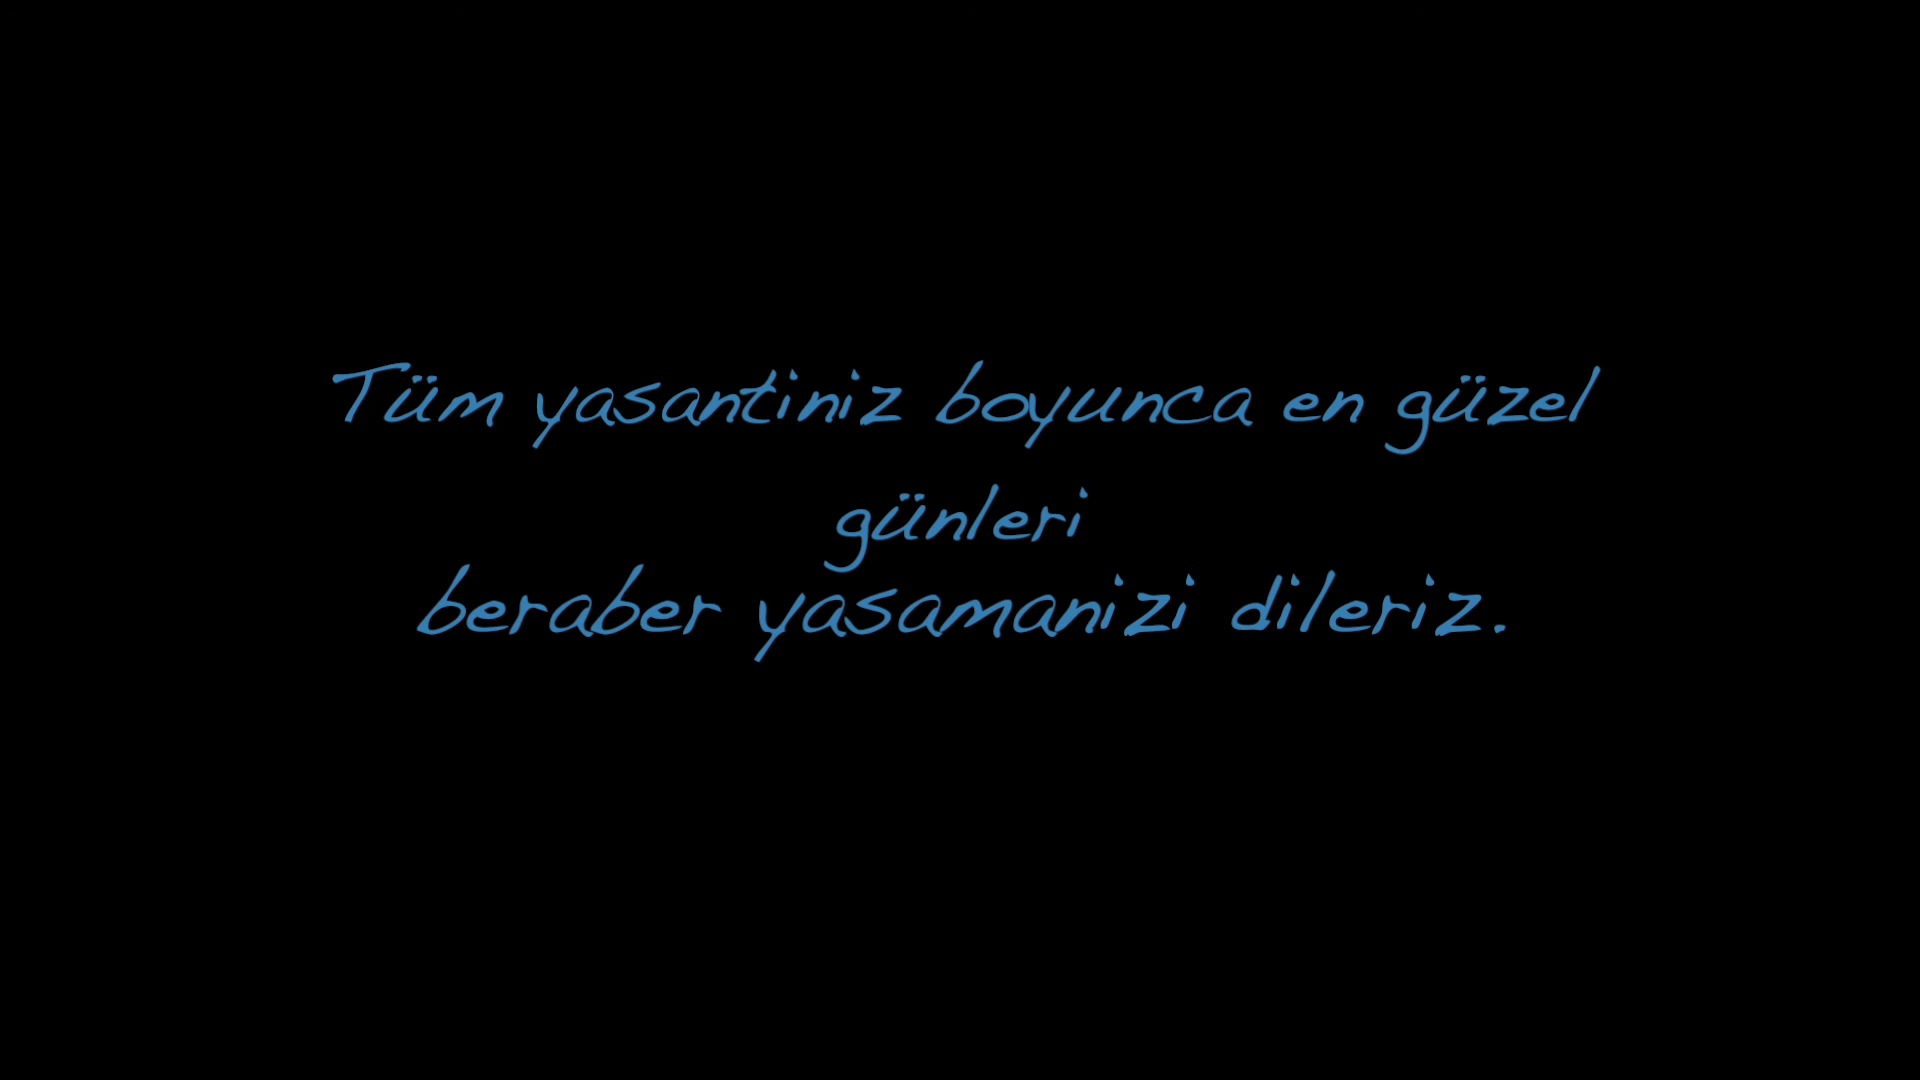 Tüm yasantiniz boyunca en güzel
günleri
beraber yasamanizi dileriz.